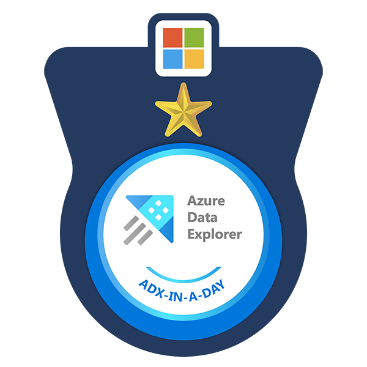 Azure
Data
Explorer
ADX-IN-A-DAY